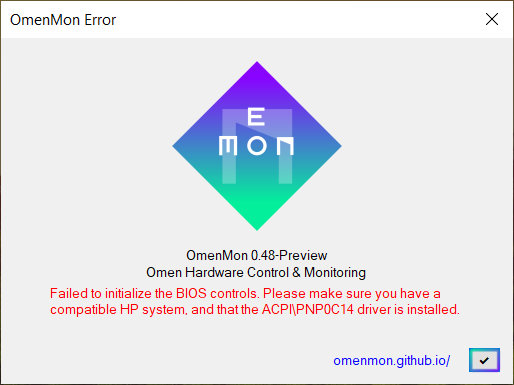 OmenMon Error
E
MON
OmenMon 0.48-Preview
Omen Hardware Control & Monitoring
Failed to initialize the BIOS controls. Please make sure you have a
compatible HP system, and that the ACPI\PNP0C14 driver is installed.
omenmon.github.io/